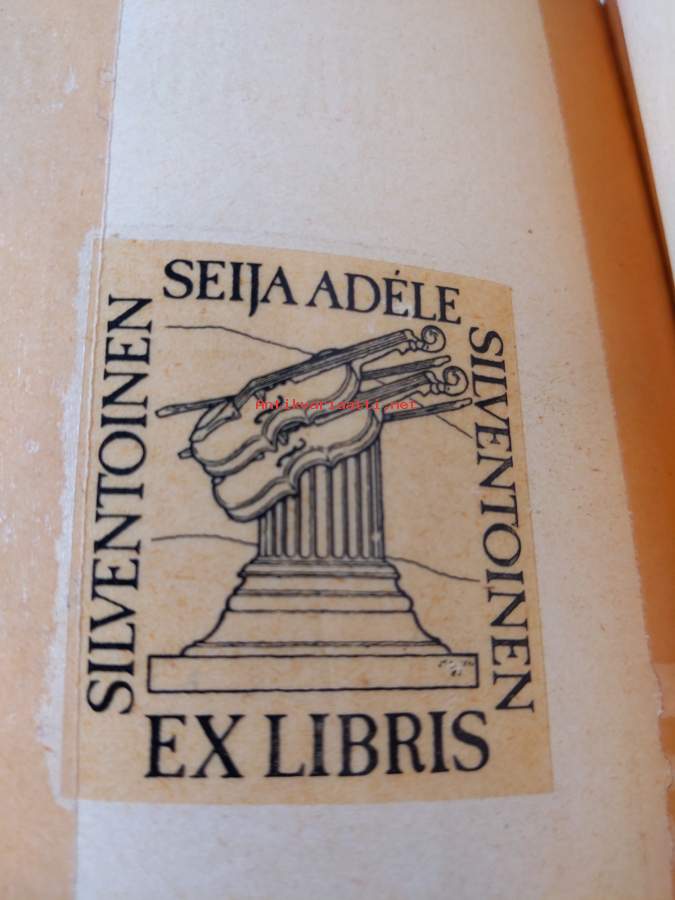 SEIJA ADÉLE
SILVENTOINEN
SILVENTOINEN
Antikvariaatti.net
EX LIBRIS